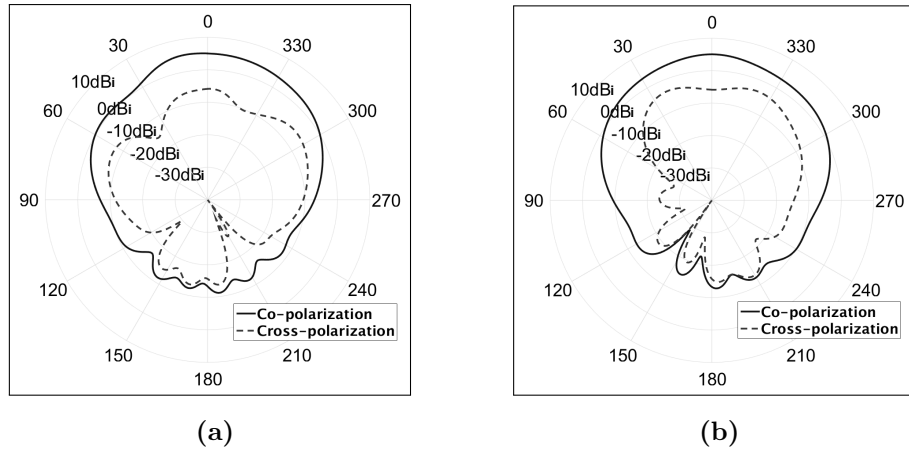 0
30
330
10dBi
60
0dBi
300
-10dBi
-20dBi
-30dBi
90
270
120
240
Co-polarization
Cross-polarization
150
210
180
(a)
0
30
330
10dBi
60
0dBi
300
-10dBi
-20dBi
-30dBi
90
270
120
240
Co-polarization
Cross-polarization
150
210
180
(b)